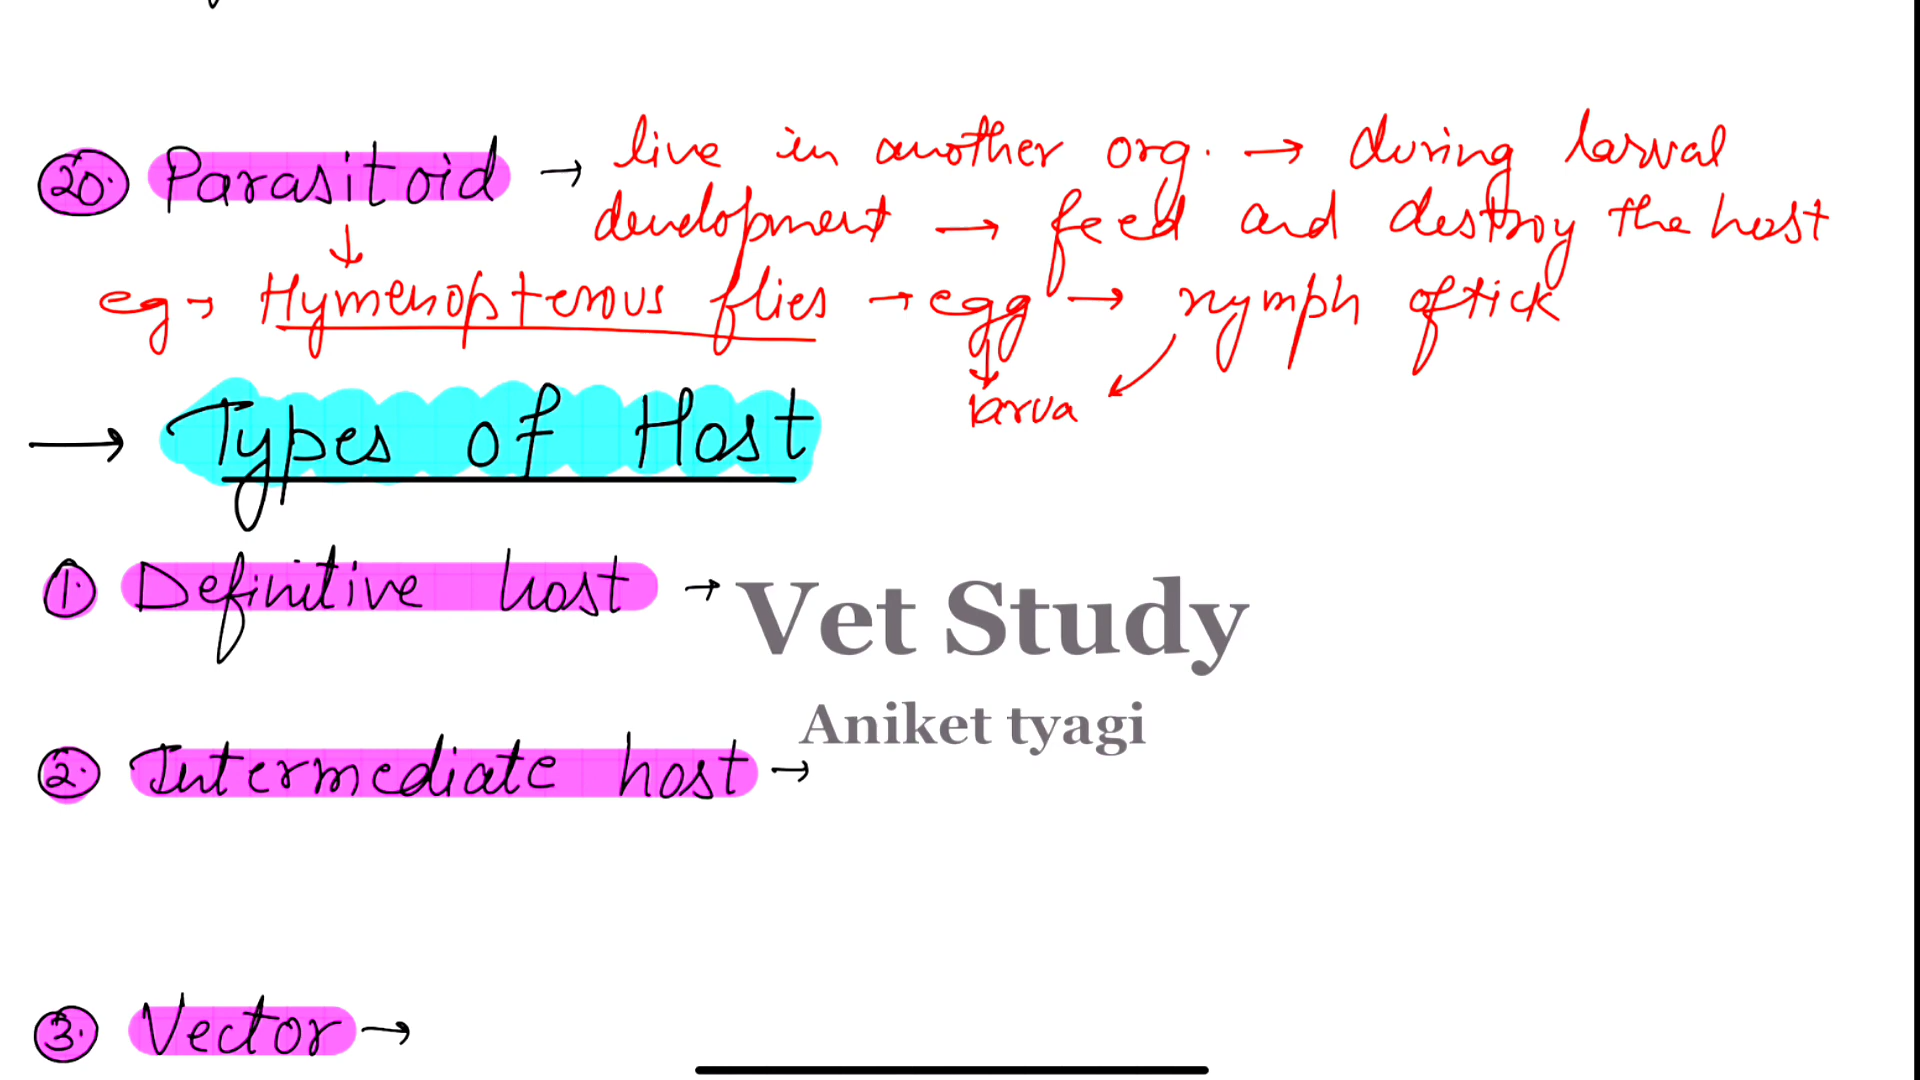 20. Parasitoid → live in another org. → during larval
development → feed and destroy the host
↓
eg → Hymenopterous flies → egg → nymph of tick
↓
larva
→ Types of Host
1. Definitive host →
Vet Study
Aniket tyagi
2. Intermediate host →
3. Vector →